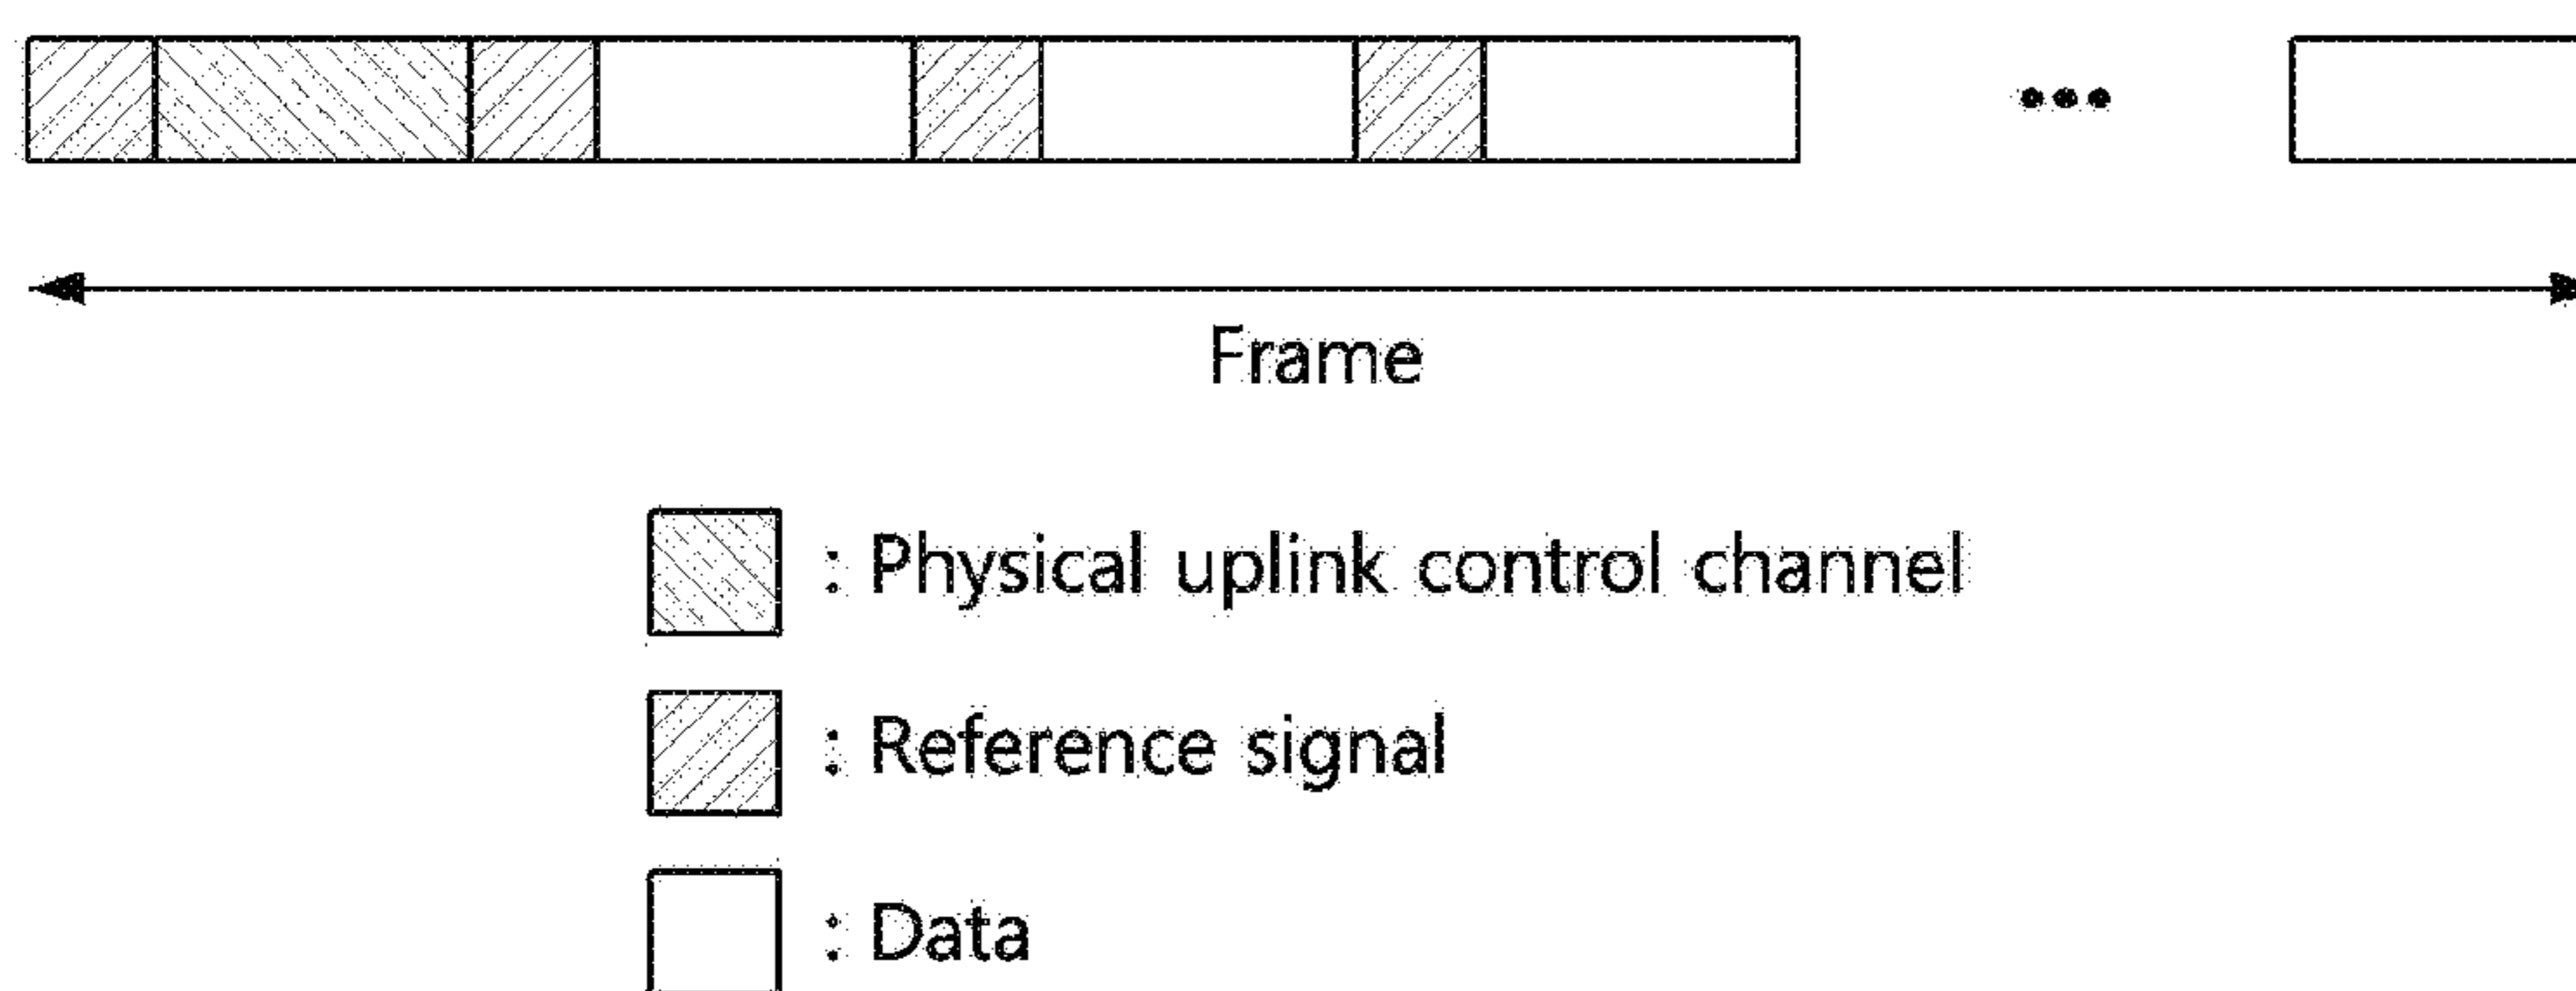 Frame
: Physical uplink control channel
: Reference signal
: Data